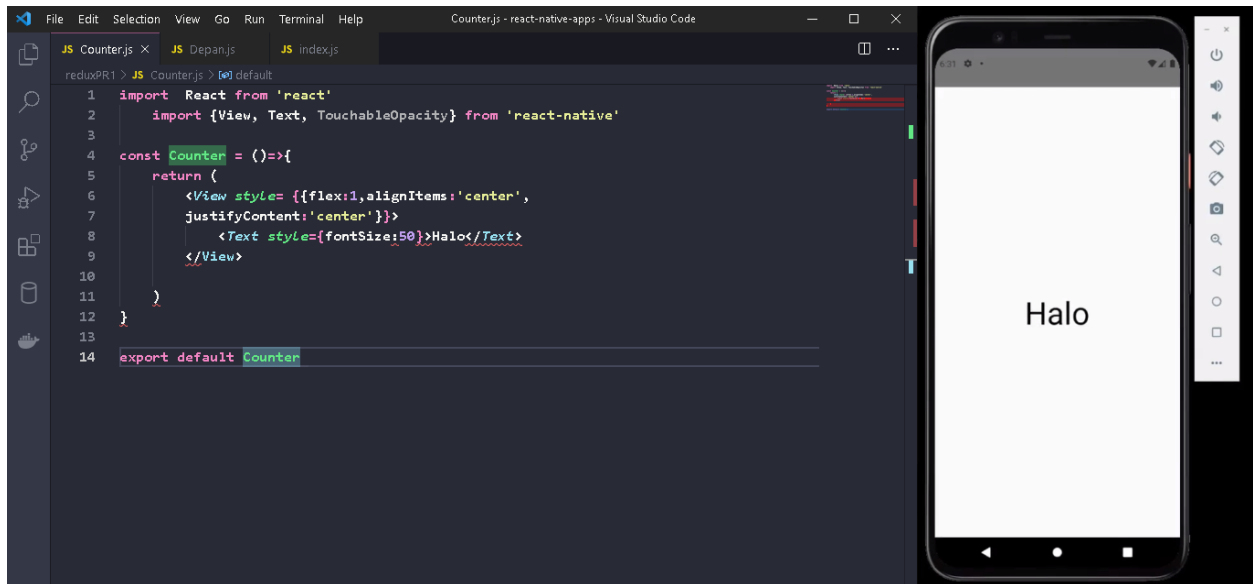 File Edit Selection View Go Run Terminal Help Counter.js - react-native-apps - Visual Studio Code
JS Counter.js × JS Depan.js JS index.js ...
reduxPR1 > JS Counter.js > default
1 import React from 'react'
2 import {View, Text, TouchableOpacity} from 'react-native'
3
4 const Counter = ()=>{
5 return (
6 <View style= {{flex:1,alignItems:'center',
7 justifyContent:'center'}}>
8 <Text style={fontSize:50}>Halo</Text>
9 </View>
10
11 )
12 }
13
14 export default Counter
6:31
Halo